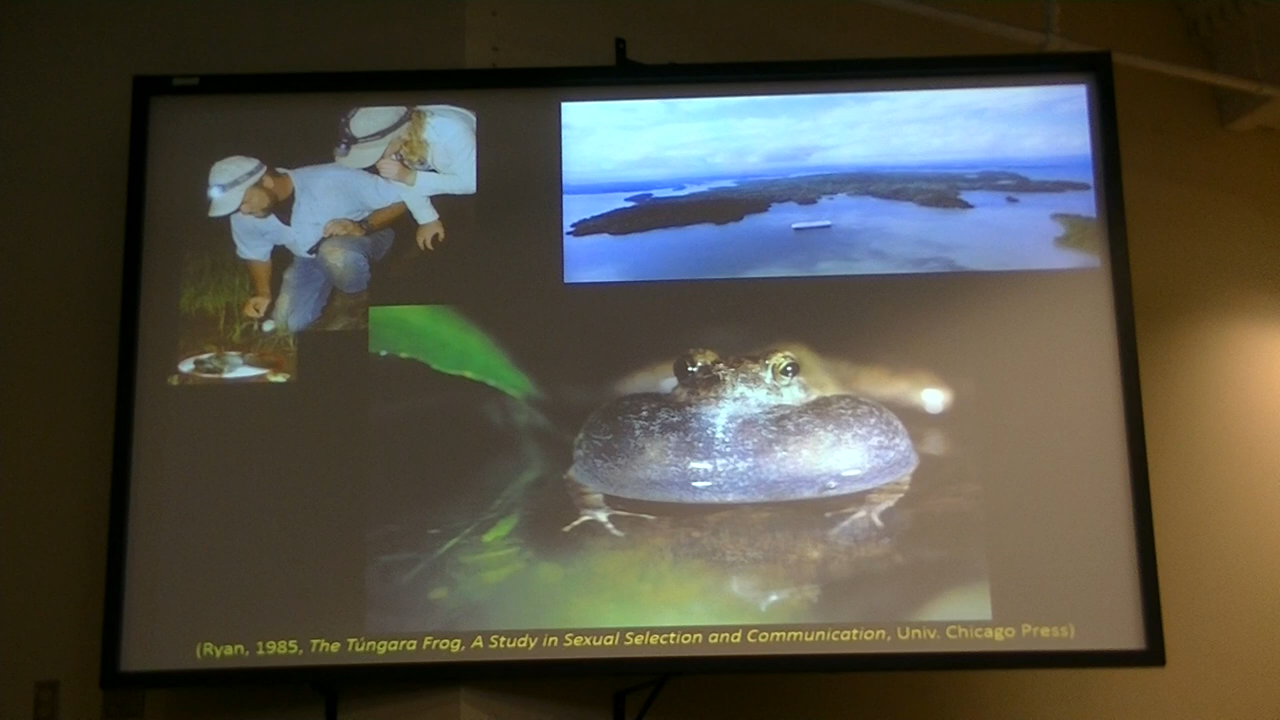 (Ryan, 1985, The Túngara Frog, A Study in Sexual Selection and Communication, Univ. Chicago Press)